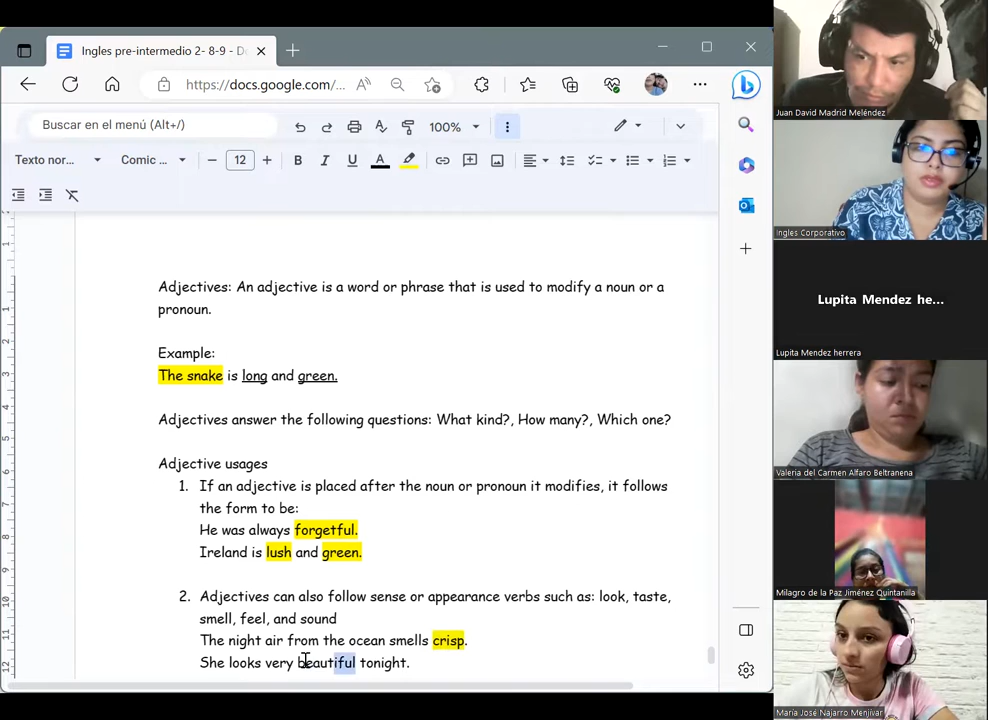 Ingles pre-intermedio 2- 8-9 - D
https://docs.google.com/...
Buscar en el menú (Alt+/)
100%
Texto nor...
Comic ...
12
B
I
U
A
Adjectives: An adjective is a word or phrase that is used to modify a noun or a
pronoun.
Example:
The snake is long and green.
Adjectives answer the following questions: What kind?, How many?, Which one?
Adjective usages
1. If an adjective is placed after the noun or pronoun it modifies, it follows
the form to be:
He was always forgetful.
Ireland is lush and green.
2. Adjectives can also follow sense or appearance verbs such as: look, taste,
smell, feel, and sound
The night air from the ocean smells crisp.
She looks very beautiful tonight.
Juan David Madrid Meléndez
Ingles Corporativo
Lupita Mendez he...
Lupita Mendez herrera
Valeria del Carmen Alfaro Beltranena
Milagro de la Paz Jiménez Quintanilla
María José Najarro Menjívar